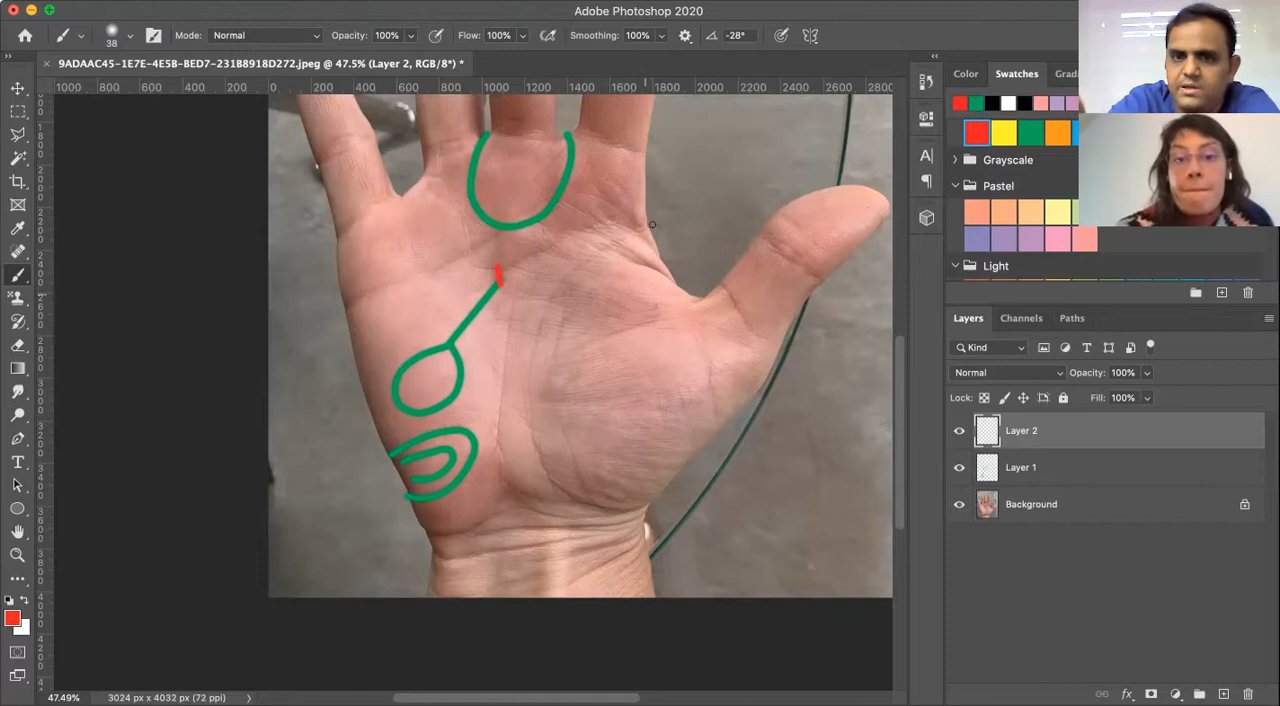 Adobe Photoshop 2020
38 Mode: Normal Opacity: 100% Flow: 100% Smoothing: 100% -28°
9ADAAC45-1E7E-4E5B-BED7-231B8918D272.jpeg @ 47.5% (Layer 2, RGB/8*) *
1000 800 600 400 200 0 200 400 600 800 1000 1200 1400 1600 1800 2000 2200 2400 2600 2800
Color Swatches Gradi
Grayscale
Pastel
Light
Layers Channels Paths
Kind
Normal Opacity: 100%
Lock: Fill: 100%
Layer 2
Layer 1
Background
47.49% 3024 px x 4032 px (72 ppi)